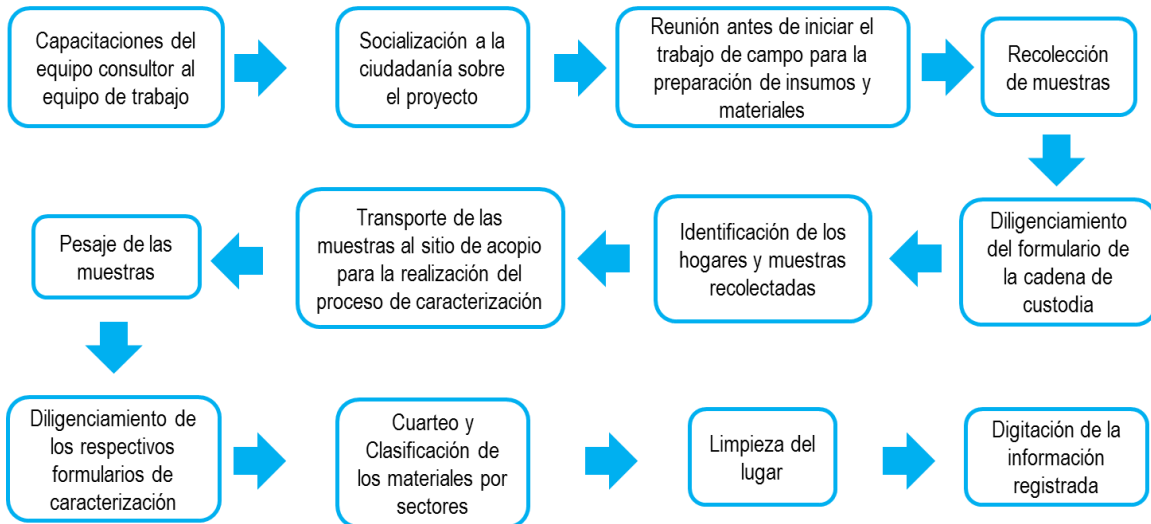 Capacitaciones del
equipo consultor al
equipo de trabajo
Socialización a la
ciudadanía sobre
el proyecto
Reunión antes de iniciar el
trabajo de campo para la
preparación de insumos y
materiales
Recolección
de muestras
Diligenciamiento
del formulario de
la cadena de
custodia
Identificación de los
hogares y muestras
recolectadas
Transporte de las
muestras al sitio de acopio
para la realización del
proceso de caracterización
Pesaje de las
muestras
Diligenciamiento de
los respectivos
formularios de
caracterización
Cuarteo y
Clasificación de
los materiales por
sectores
Limpieza del
lugar
Digitación de la
información
registrada